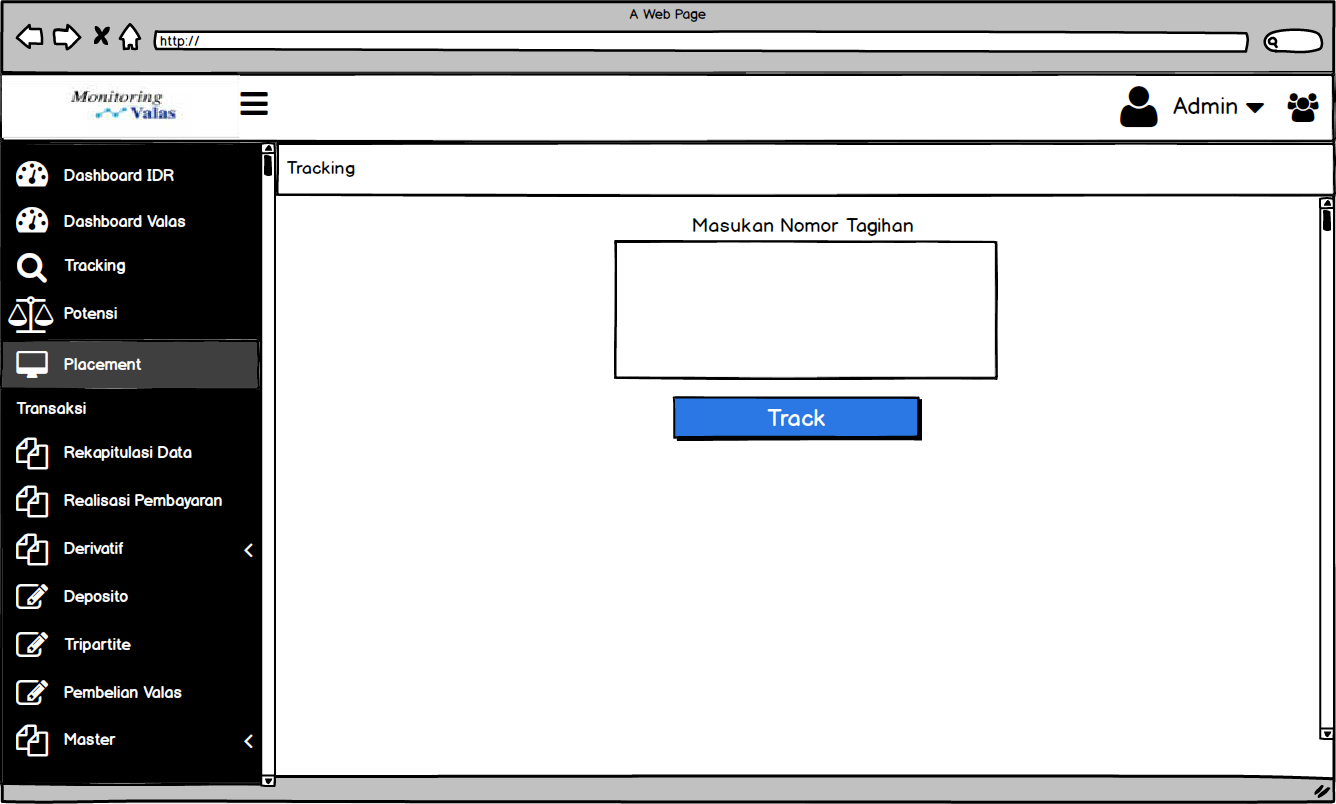 A Web Page
http://
Monitoring
Valas
Admin
Dashboard IDR
Dashboard Valas
Tracking
Potensi
Placement
Transaksi
Rekapitulasi Data
Realisasi Pembayaran
Derivatif
Deposito
Tripartite
Pembelian Valas
Master
Tracking
Masukan Nomor Tagihan
Track